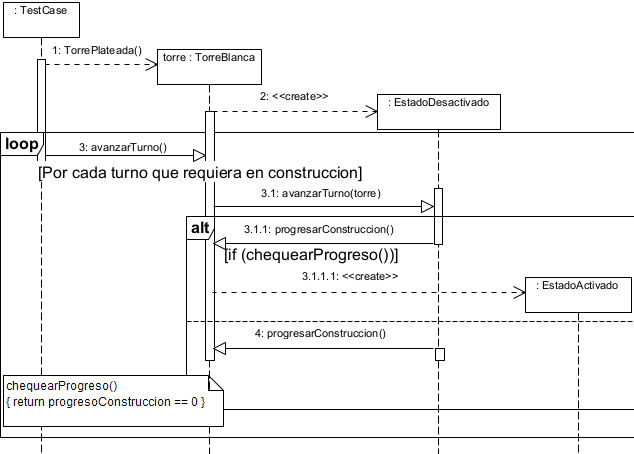 : TestCase
1: TorrePlateada()
torre : TorreBlanca
2: <<create>>
: EstadoDesactivado
loop
3: avanzarTurno()
[Por cada turno que requiera en construccion]
3.1: avanzarTurno(torre)
alt
3.1.1: progresarConstruccion()
[if (chequearProgreso())]
3.1.1.1: <<create>>
: EstadoActivado
4: progresarConstruccion()
chequearProgreso()
{ return progresoConstruccion == 0 }